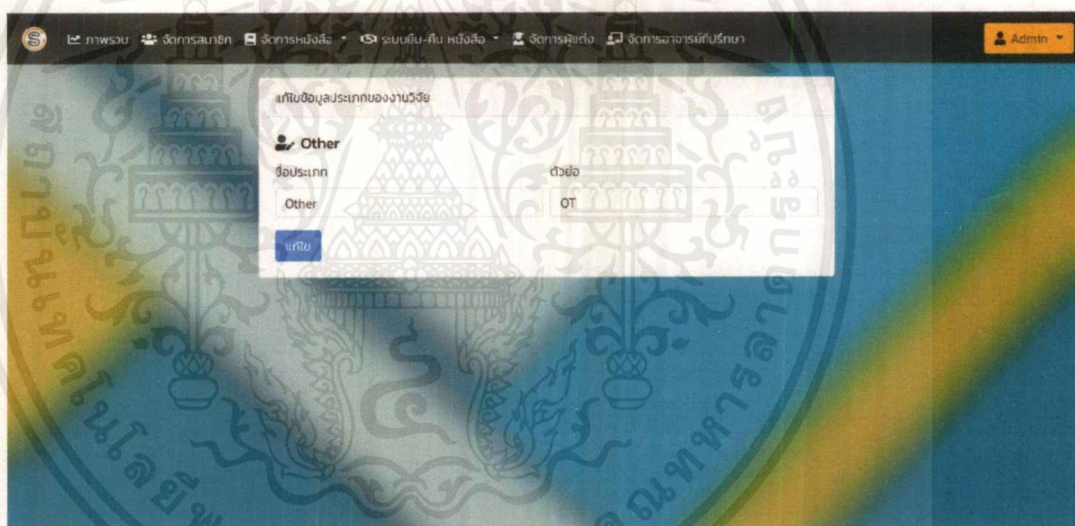 ภาพรวม จัดการสมาชิก จัดการหนังสือ ระบบยืม-คืน หนังสือ จัดการผู้แต่ง จัดการอาจารย์ที่ปรึกษา Admin
แก้ไขข้อมูลประเภทของงานวิจัย
Other
ชื่อประเภท ตัวย่อ
Other OT
แก้ไข